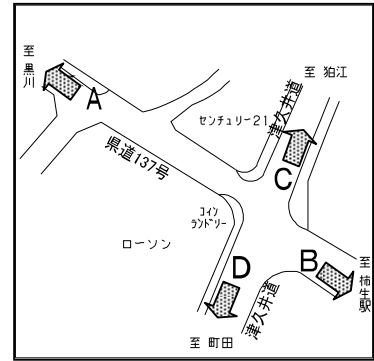 至 黒川
A
至 狛江
センチュリー21
津久井道
県道137号
C
コイン
ランドリー
ローソン
B
D
至 柿生駅
津久井道
至 町田